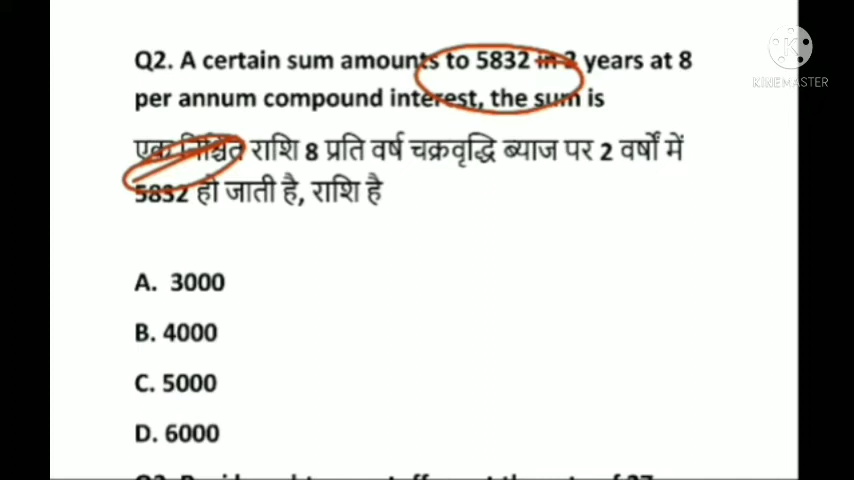 KINEMASTER
Q2. A certain sum amounts to 5832 in 2 years at 8
per annum compound interest, the sum is
एक निश्चित राशि 8 प्रति वर्ष चक्रवृद्धि ब्याज पर 2 वर्षों में
5832 हो जाती है, राशि है
A. 3000
B. 4000
C. 5000
D. 6000